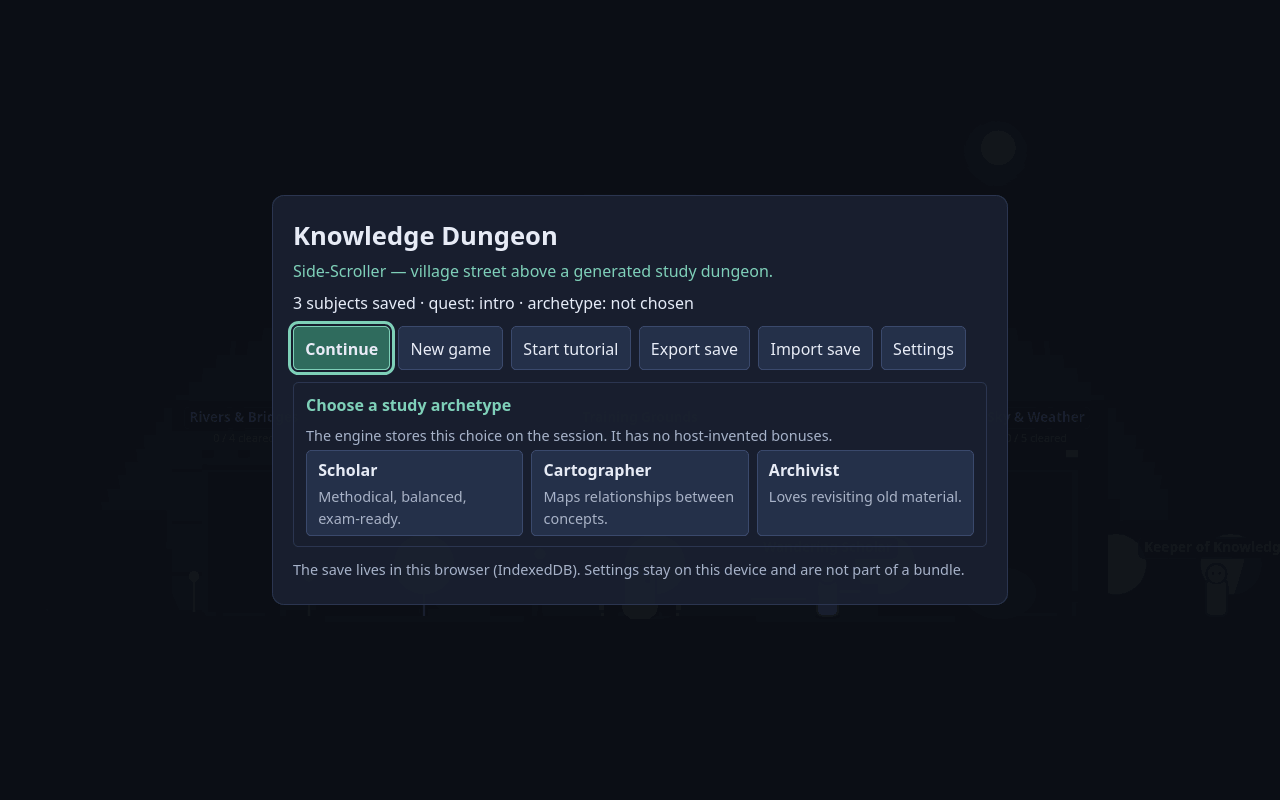 Knowledge Dungeon
Side-Scroller — village street above a generated study dungeon.
3 subjects saved · quest: intro · archetype: not chosen
Continue
New game
Start tutorial
Export save
Import save
Settings
Choose a study archetype
The engine stores this choice on the session. It has no host-invented bonuses.
Scholar
Methodical, balanced,
exam-ready.
Cartographer
Maps relationships between
concepts.
Archivist
Loves revisiting old material.
The save lives in this browser (IndexedDB). Settings stay on this device and are not part of a bundle.
Rivers &
& Weather
Keeper of